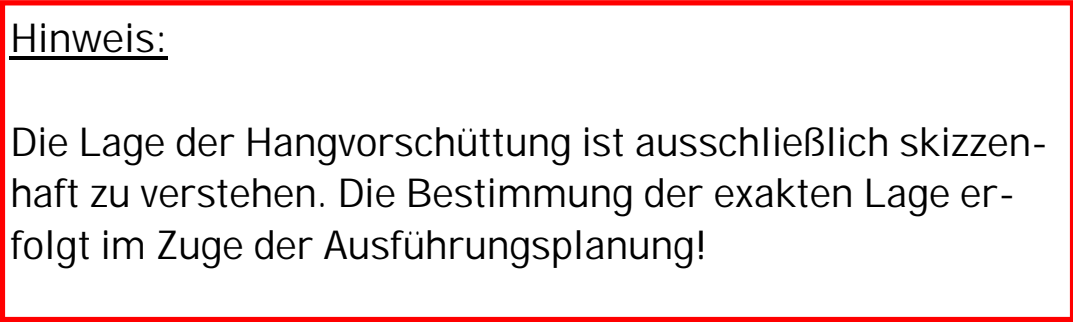 Hinweis:
Die Lage der Hangvorschüttung ist ausschließlich skizzen-
haft zu verstehen. Die Bestimmung der exakten Lage er-
folgt im Zuge der Ausführungsplanung!